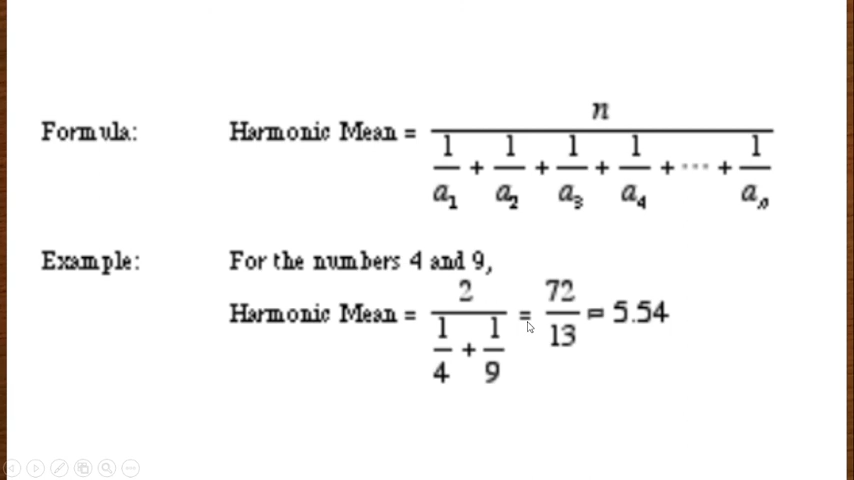 Formula: Harmonic Mean = n / (1/a₁ + 1/a₂ + 1/a₃ + 1/a₄ + ⋯ + 1/aₙ)
Example: For the numbers 4 and 9,
Harmonic Mean = 2 / (1/4 + 1/9) = 72/13 = 5.54